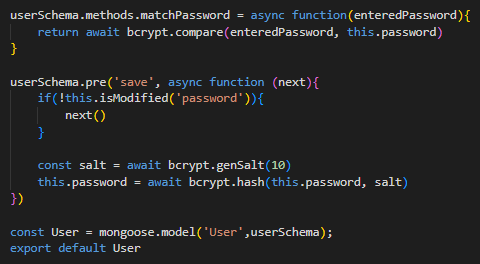 userSchema.methods.matchPassword = async function(enteredPassword){
    return await bcrypt.compare(enteredPassword, this.password)
}

userSchema.pre('save', async function (next){
    if(!this.isModified('password')){
        next()
    }

    const salt = await bcrypt.genSalt(10)
    this.password = await bcrypt.hash(this.password, salt)
})

const User = mongoose.model('User',userSchema);
export default User